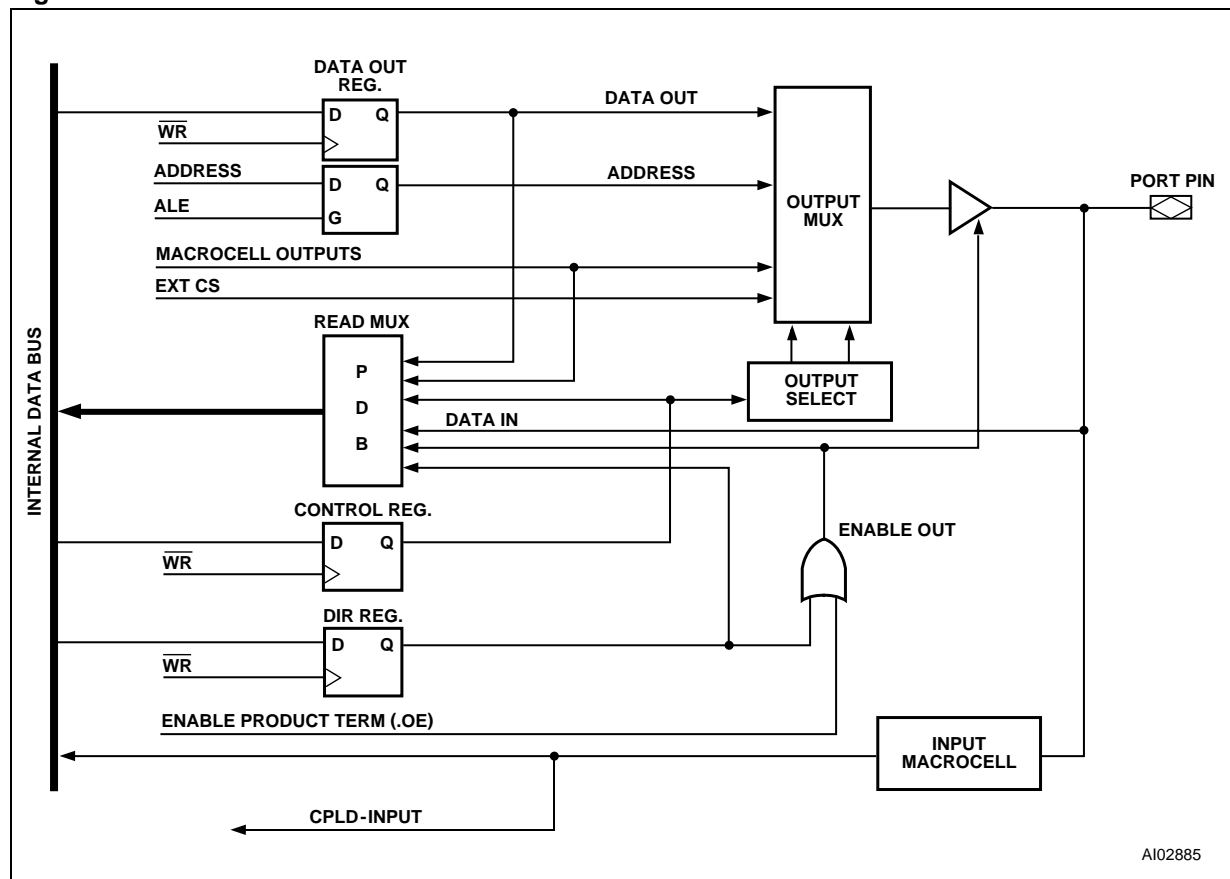 DATA OUT
REG.
D Q
DATA OUT
WR
ADDRESS
D Q
ADDRESS
ALE
G
OUTPUT
MUX
PORT PIN
MACROCELL OUTPUTS
EXT CS
READ MUX
P
D
B
OUTPUT
SELECT
DATA IN
INTERNAL DATA BUS
CONTROL REG.
D Q
WR
ENABLE OUT
DIR REG.
D Q
WR
ENABLE PRODUCT TERM (.OE)
INPUT
MACROCELL
CPLD-INPUT
AI02885